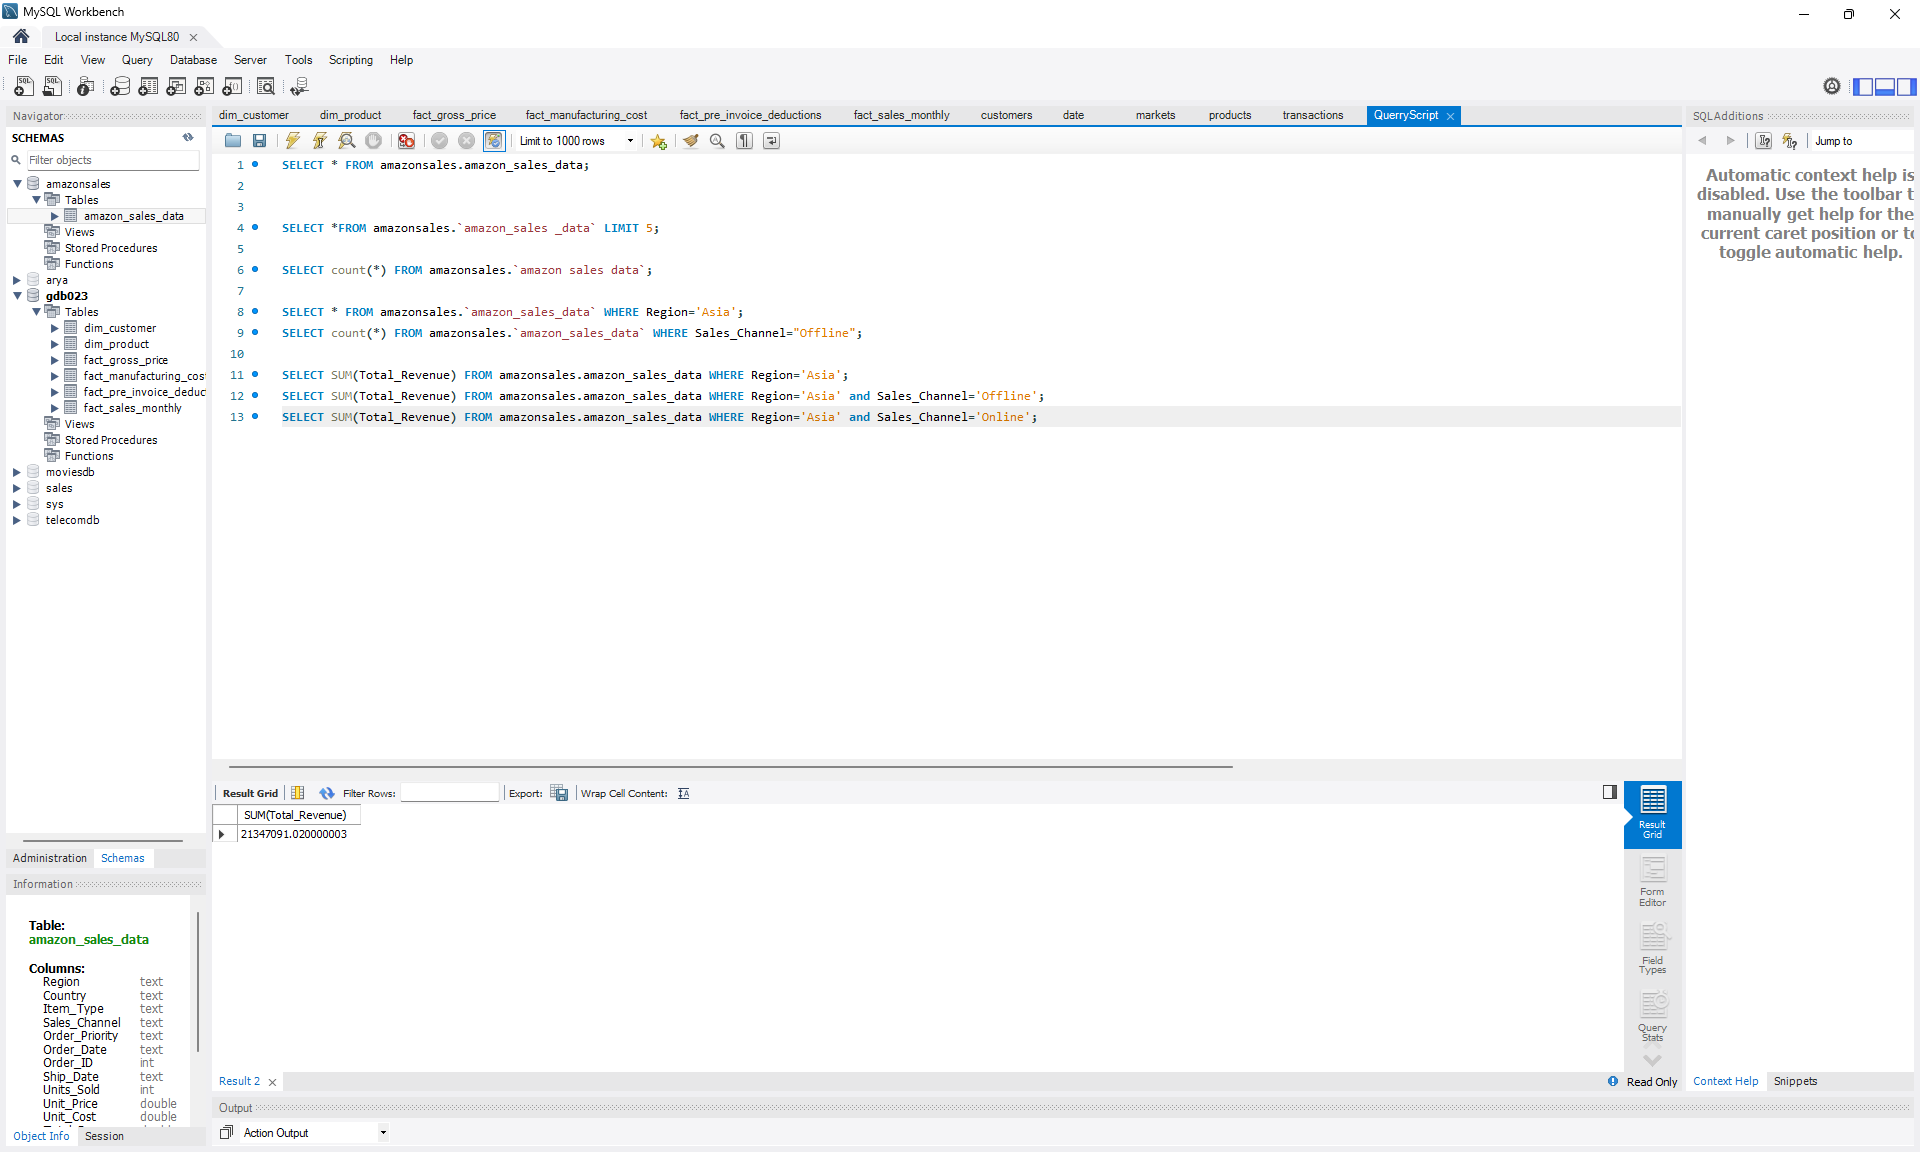 MySQL Workbench
Local instance MySQL80
File Edit View Query Database Server Tools Scripting Help
Navigator
SCHEMAS
Filter objects
amazonsales
Tables
amazon_sales_data
Views
Stored Procedures
Functions
arya
gdb023
Tables
dim_customer
dim_product
fact_gross_price
fact_manufacturing_cos
fact_pre_invoice_deduc
fact_sales_monthly
Views
Stored Procedures
Functions
moviesdb
sales
sys
telecomdb
Administration Schemas
Information
Table:
amazon_sales_data
Columns:
Region text
Country text
Item_Type text
Sales_Channel text
Order_Priority text
Order_Date text
Order_ID int
Ship_Date text
Units_Sold int
Unit_Price double
Unit_Cost double
Object Info Session
dim_customer dim_product fact_gross_price fact_manufacturing_cost fact_pre_invoice_deductions fact_sales_monthly customers date markets products transactions QuerryScript
Limit to 1000 rows
1 SELECT * FROM amazonsales.amazon_sales_data;
2
3
4 SELECT *FROM amazonsales.`amazon_sales _data` LIMIT 5;
5
6 SELECT count(*) FROM amazonsales.`amazon sales data`;
7
8 SELECT * FROM amazonsales.`amazon_sales_data` WHERE Region='Asia';
9 SELECT count(*) FROM amazonsales.`amazon_sales_data` WHERE Sales_Channel="Offline";
10
11 SELECT SUM(Total_Revenue) FROM amazonsales.amazon_sales_data WHERE Region='Asia';
12 SELECT SUM(Total_Revenue) FROM amazonsales.amazon_sales_data WHERE Region='Asia' and Sales_Channel='Offline';
13 SELECT SUM(Total_Revenue) FROM amazonsales.amazon_sales_data WHERE Region='Asia' and Sales_Channel='Online';
Result Grid Filter Rows: Export: Wrap Cell Content:
SUM(Total_Revenue)
21347091.020000003
Result
Grid
Form
Editor
Field
Types
Query
Stats
Result 2
Read Only
Output
Action Output
SQLAdditions
Jump to
Automatic context help is
disabled. Use the toolbar t
manually get help for the
current caret position or to
toggle automatic help.
Context Help Snippets